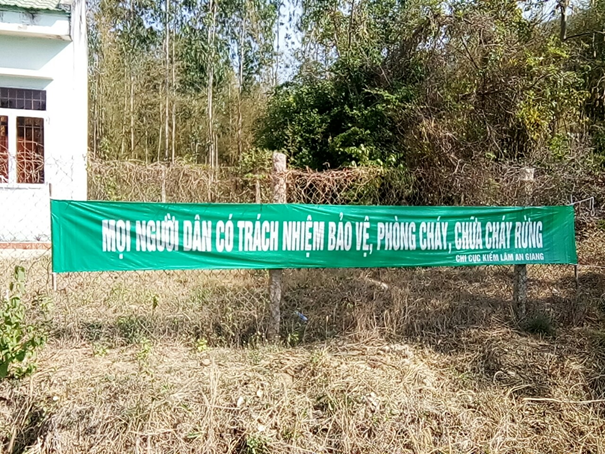 MỌI NGƯỜI DÂN CÓ TRÁCH NHIỆM BẢO VỆ, PHÒNG CHÁY, CHỮA CHÁY RỪNG
CHI CỤC KIỂM LÂM AN GIANG